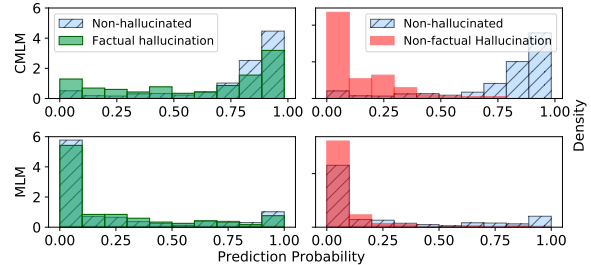 6
4
2
0
CMLM
Non-hallucinated
Factual hallucination
0.00 0.25 0.50 0.75 1.00
Non-hallucinated
Non-factual Hallucination
0.00 0.25 0.50 0.75 1.00
Density
6
4
2
0
MLM
0.00 0.25 0.50 0.75 1.00
0.00 0.25 0.50 0.75 1.00
Prediction Probability